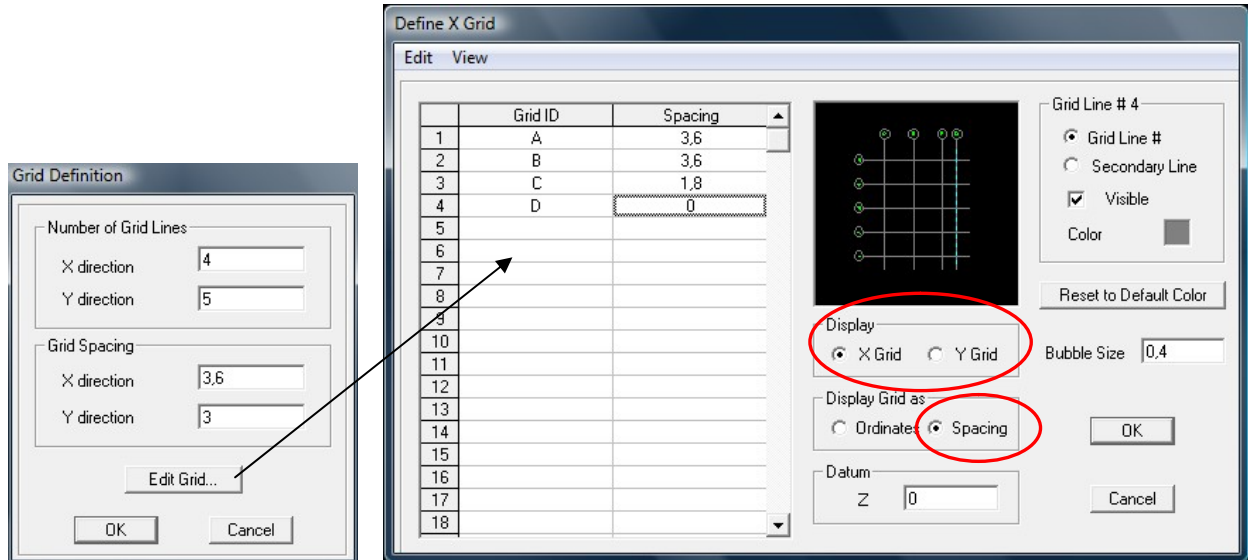 Grid Definition
Number of Grid Lines
X direction 4
Y direction 5
Grid Spacing
X direction 3,6
Y direction 3
Edit Grid...
OK Cancel
Define X Grid
Edit View
Grid ID Spacing
1 A 3,6
2 B 3,6
3 C 1,8
4 D 0
5
6
7
8
9
10
11
12
13
14
15
16
17
18
Display
X Grid Y Grid
Display Grid as
Ordinates Spacing
Datum
Z 0
Grid Line # 4
Grid Line #
Secondary Line
Visible
Color
Reset to Default Color
Bubble Size 0,4
OK
Cancel